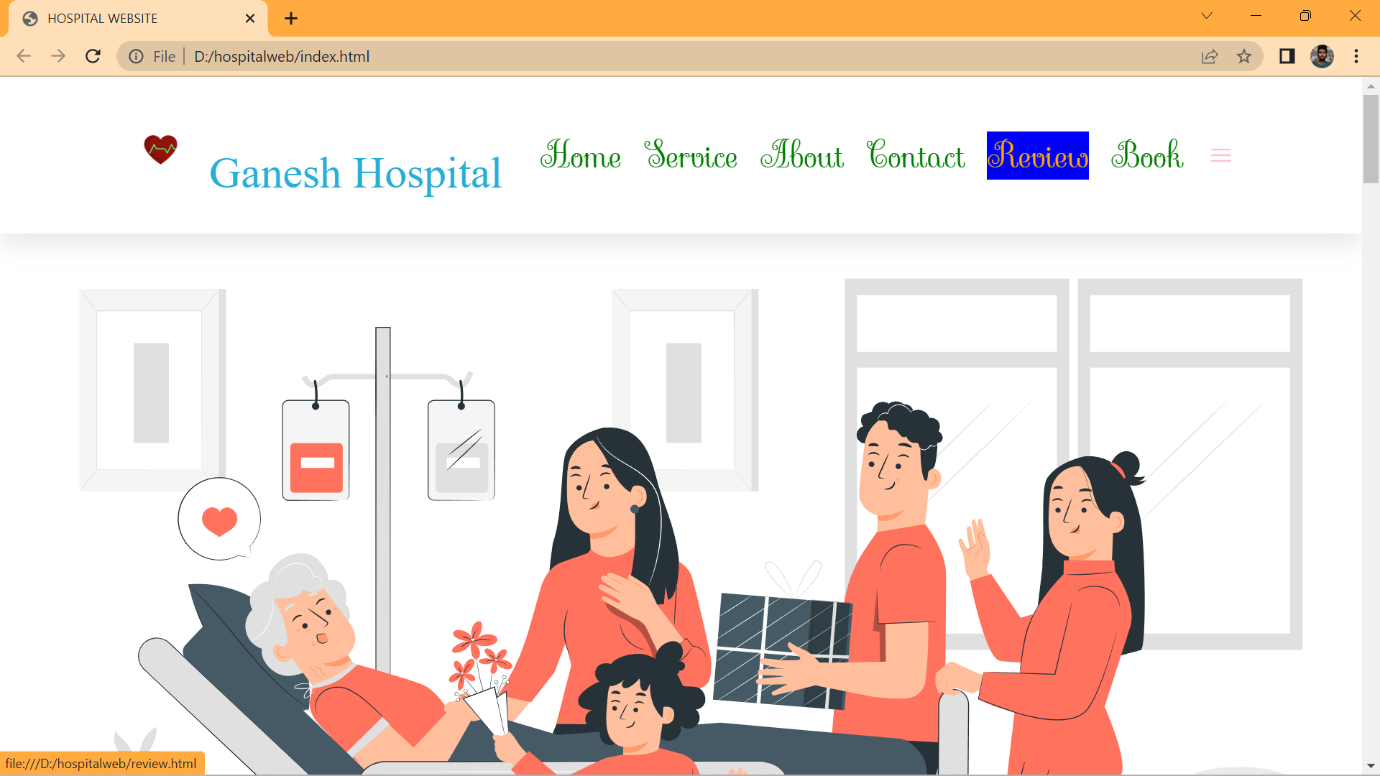 HOSPITAL WEBSITE
File | D:/hospitalweb/index.html
Ganesh Hospital
Home Service About Contact Review Book
file:///D:/hospitalweb/review.html